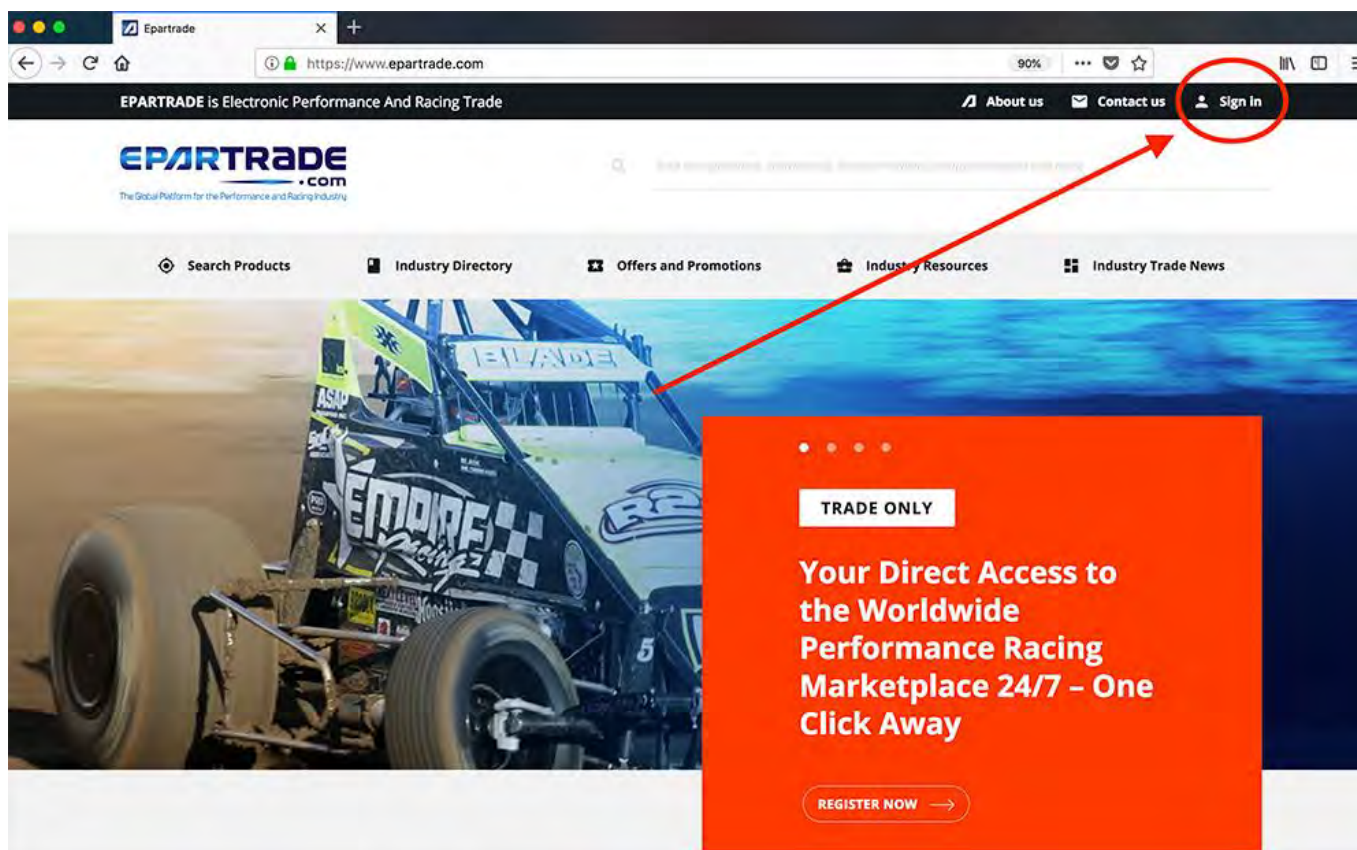 Epartrade
https://www.epartrade.com
90%
EPARTRADE is Electronic Performance And Racing Trade
About us
Contact us
Sign in
EPARTRADE
.com
The Global Platform for the Performance and Racing Industry
Search Products
Industry Directory
Offers and Promotions
Industry Resources
Industry Trade News
BLADE
ASAP
EMPIRE
Racing
R2C
5
TRADE ONLY
Your Direct Access to
the Worldwide
Performance Racing
Marketplace 24/7 – One
Click Away
REGISTER NOW